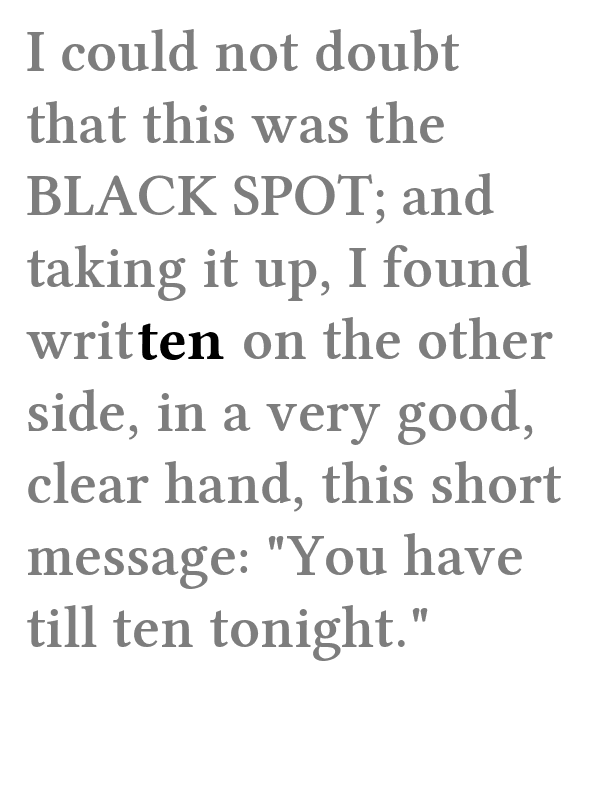 I could not doubt
that this was the
BLACK SPOT; and
taking it up, I found
written on the other
side, in a very good,
clear hand, this short
message: "You have
till ten tonight."